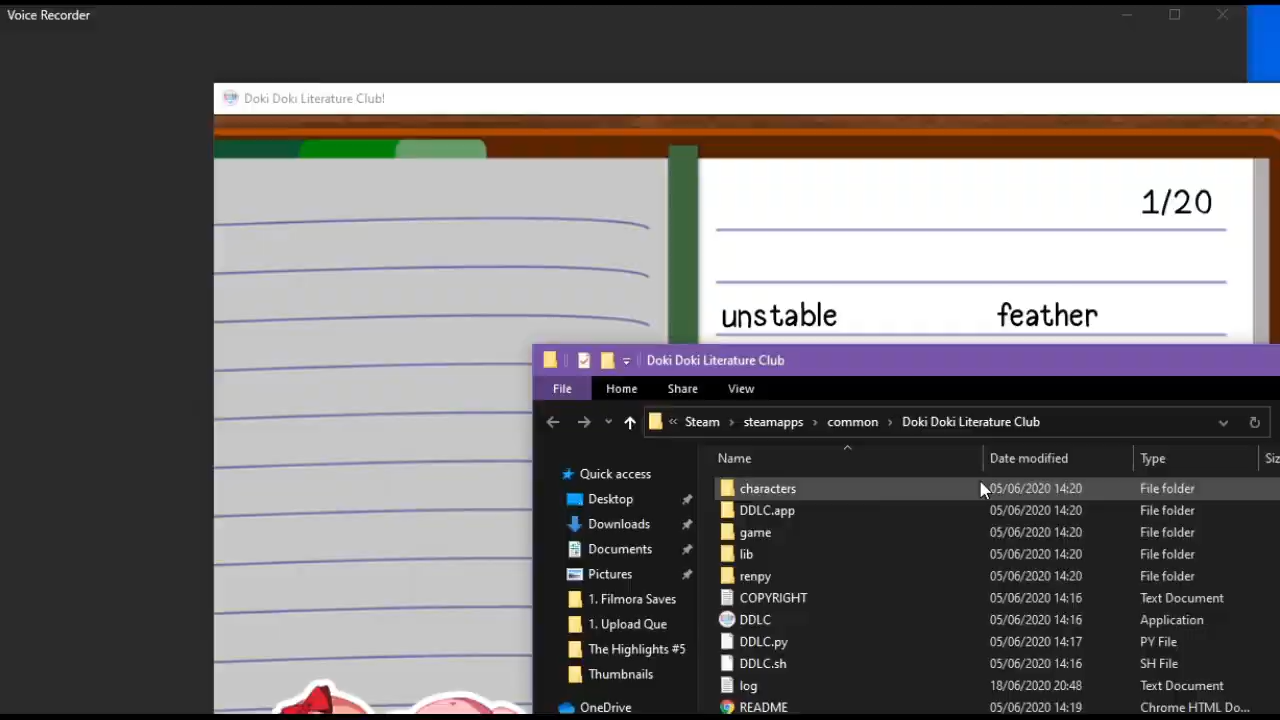 Voice Recorder
Doki Doki Literature Club!
1/20
unstable feather
Doki Doki Literature Club
File Home Share View
« Steam › steamapps › common › Doki Doki Literature Club
Name Date modified Type Siz
Quick access
Desktop
Downloads
Documents
Pictures
1. Filmora Saves
1. Upload Que
The Highlights #5
Thumbnails
OneDrive
characters 05/06/2020 14:20 File folder
DDLC.app 05/06/2020 14:20 File folder
game 05/06/2020 14:20 File folder
lib 05/06/2020 14:20 File folder
renpy 05/06/2020 14:20 File folder
COPYRIGHT 05/06/2020 14:16 Text Document
DDLC 05/06/2020 14:16 Application
DDLC.py 05/06/2020 14:17 PY File
DDLC.sh 05/06/2020 14:16 SH File
log 18/06/2020 20:48 Text Document
README 05/06/2020 14:19 Chrome HTML Do...